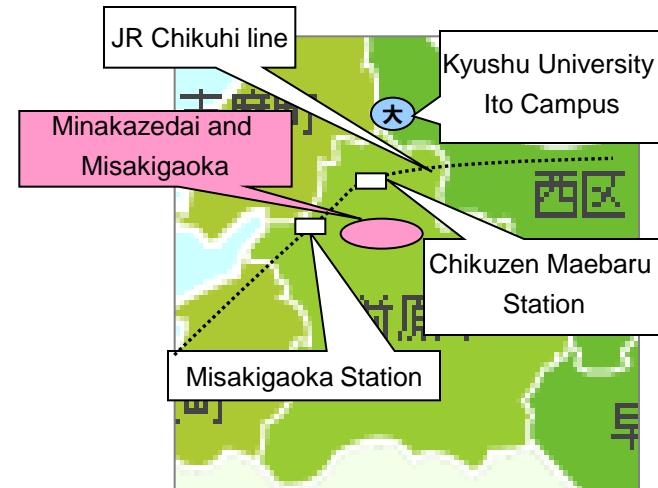 JR Chikuhi line
Kyushu University
Ito Campus
大
Minakazedai and
Misakigaoka
西区
Chikuzen Maebaru
Station
Misakigaoka Station